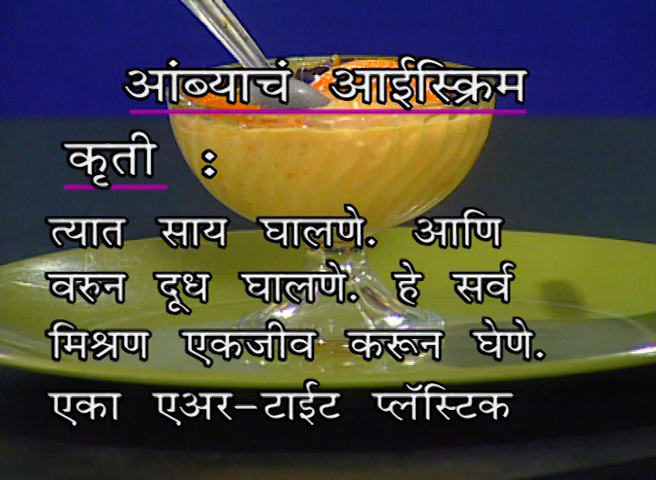 आंब्याचं आईस्क्रिम
कृती :
त्यात साय घालणे. आणि
वरुन दूध घालणे. हे सर्व
मिश्रण एकजीव करून घेणे.
एका एअर-टाईट प्लॅस्टिक